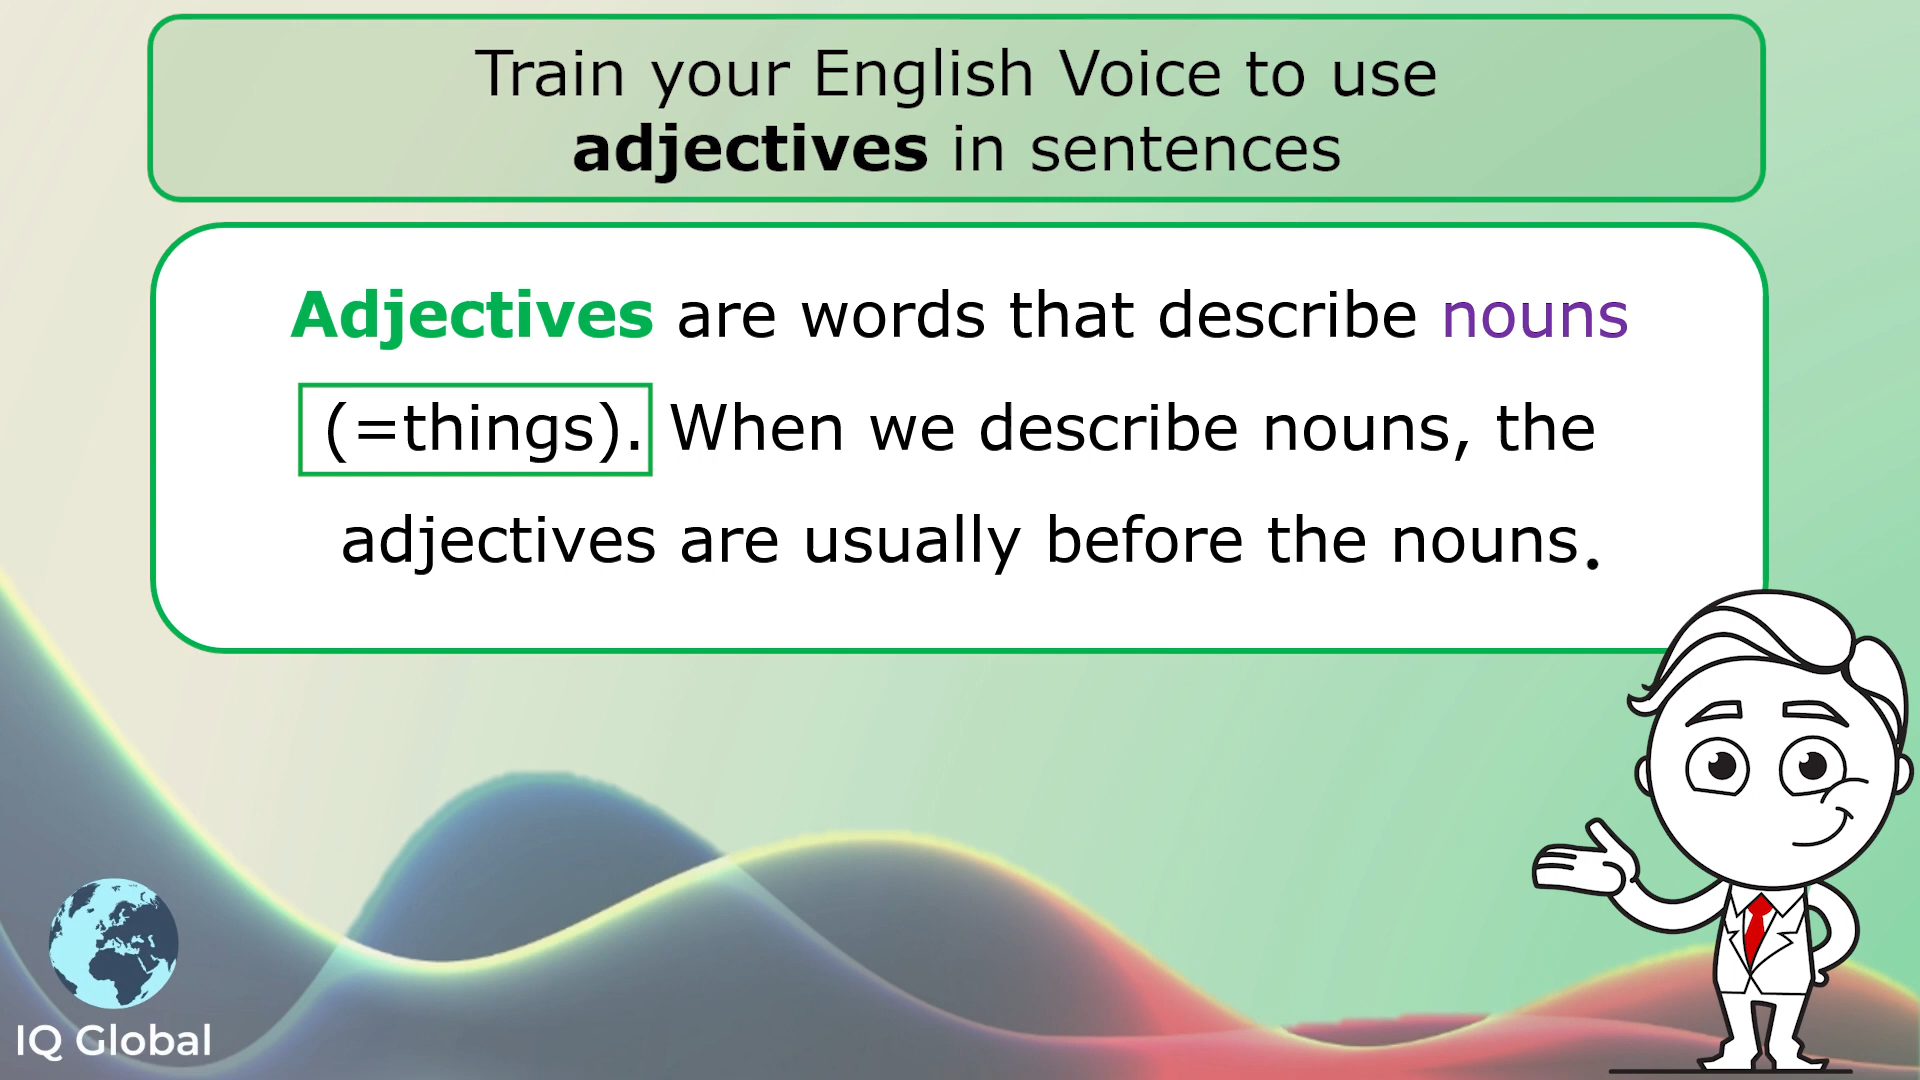 Train your English Voice to use
adjectives in sentences
Adjectives are words that describe nouns
(=things). When we describe nouns, the
adjectives are usually before the nouns.
IQ Global